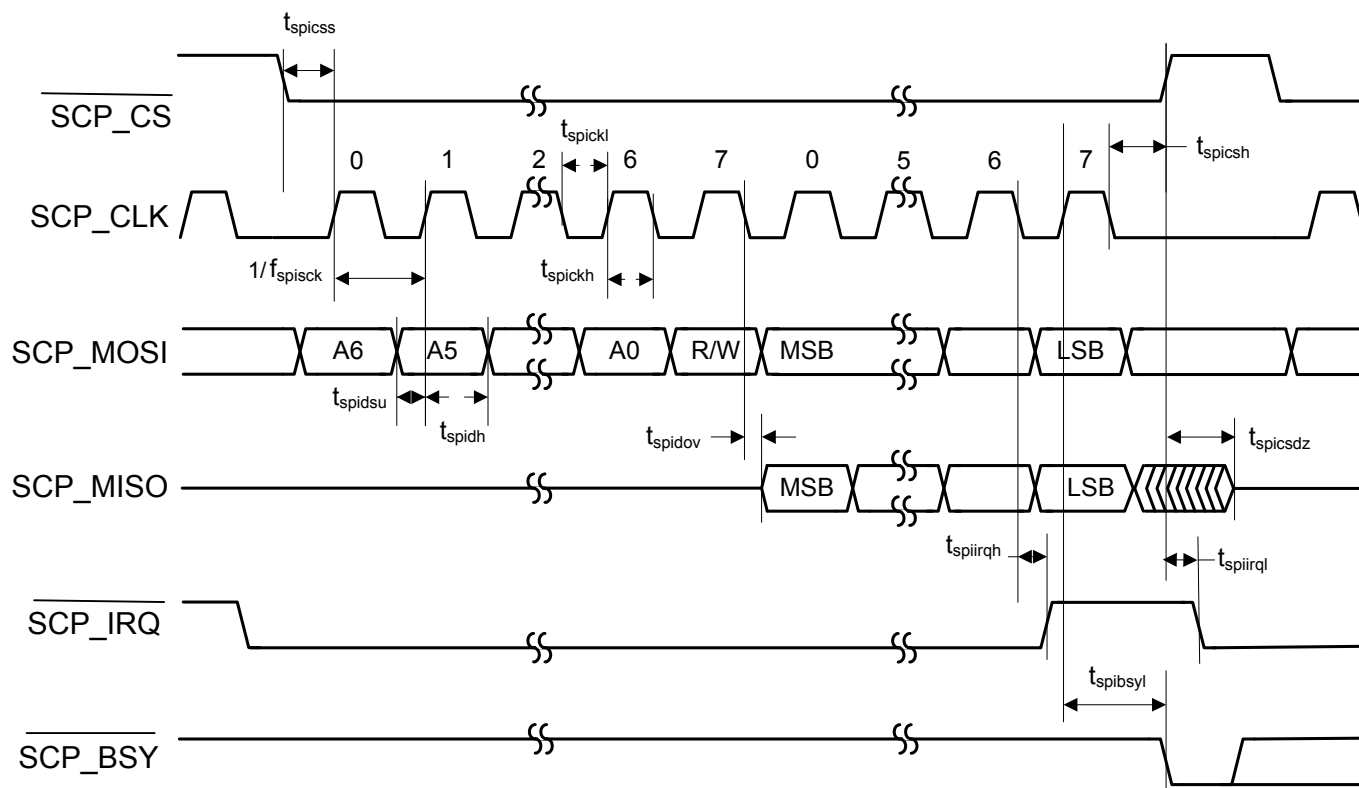 t_spicss
SCP_CS
t_spickl
t_spicsh
0 1 2 6 7 0 5 6 7
SCP_CLK
1/f_spisck
t_spickh
SCP_MOSI
A6 A5 A0 R/W MSB LSB
t_spidsu
t_spidh
t_spidov
t_spicsdz
SCP_MISO
MSB LSB
t_spiirqh
t_spiirql
SCP_IRQ
t_spibsyl
SCP_BSY